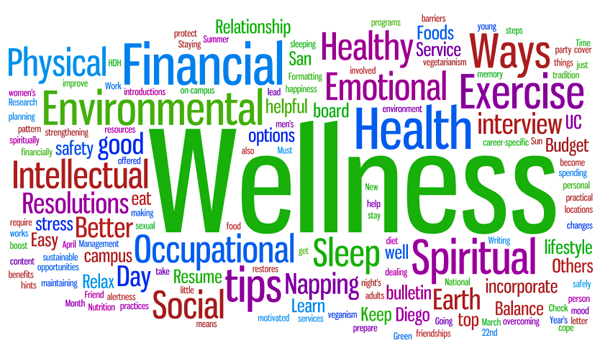 Relationship
barriers
young
steps
programs
protect
Staying
Summer
sleeping
Healthy
Foods
Service
Ways
Time
party cover
things just
tradition
Physical
HDH
Financial
San
vegetarianism
Formatting
happiness
involved
Emotional
memory
Exercise
improve
Work
introductions
on-campus
lead
women's
Research
planning
Environmental
helpful
men's
board
environment
Health
interview
UC
pattern
strengthening
resources
spiritually
financially
safety
good
offered
also
options
Must
career-specific
Sun
Budget
become
spending
Wellness
Intellectual
New
help
stay
personal
practical
locations
Resolutions
eat
making
require
stress
Better
sexual
food
changes
works
boost
Easy
April
Management
Occupational
get
Sleep
diet
well
Writing
Spiritual
lifestyle
Others
content
sustainable
opportunities
campus
benefits
hints
maintaining
Relax
Day
take
Resume
restores
tips
Napping
night's
adults
dealing
bulletin
National
Earth
incorporate
safely
Friend
alertness
little
Month
Nutrition
practices
Social
means
motivated
Learn
services
veganism
prepare
Keep
Diego
Going
top
Balance
Check
Year's
cope
person
mood
letter
March
overcoming
22nd
Green
friendships